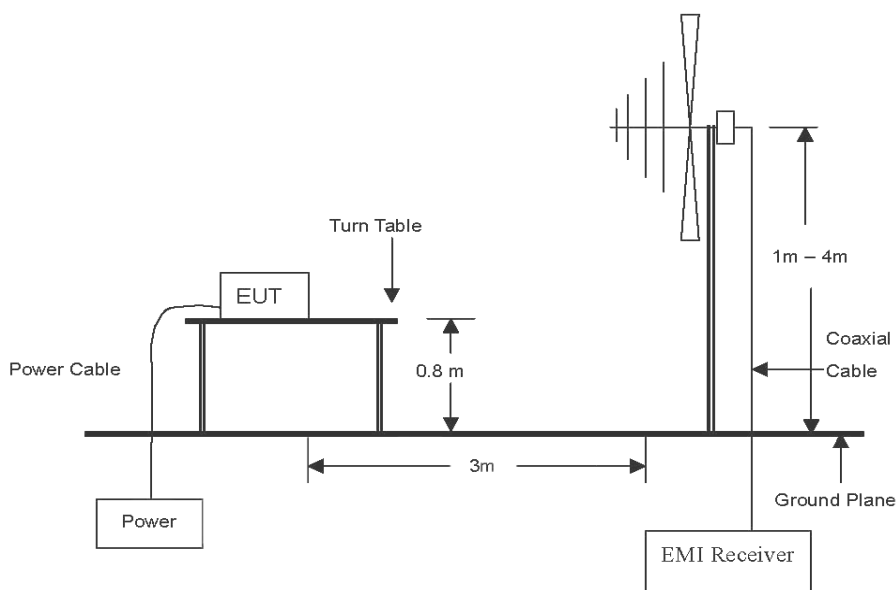 Turn Table
1m – 4m
EUT
Coaxial
Cable
Power Cable
0.8 m
3m
Ground Plane
Power
EMI Receiver